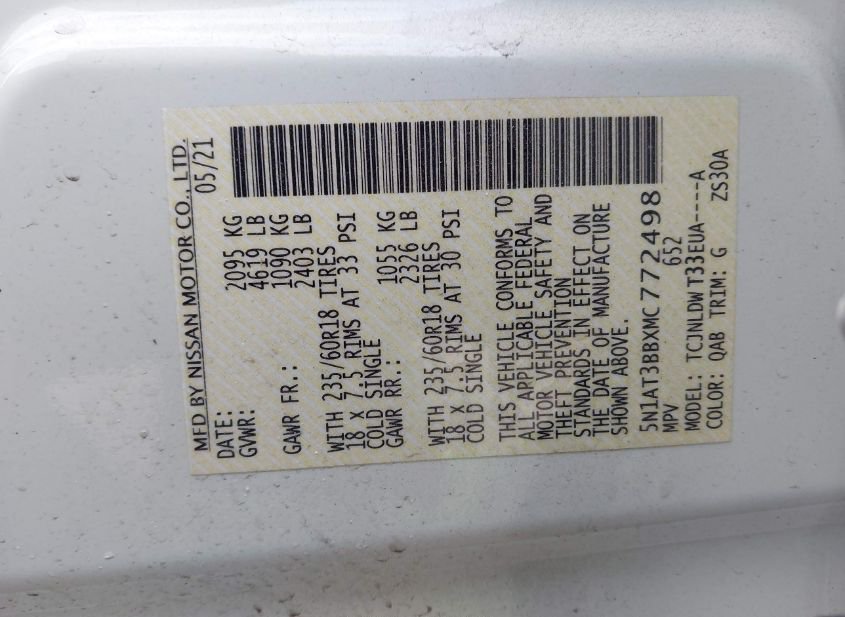 MFD BY NISSAN MOTOR CO., LTD.
DATE: 05/21
GVWR: 2095 KG
4619 LB
GAWR FR.: 1090 KG
2403 LB
WITH 235/60R18 TIRES
18 X 7.5 RIMS AT 33 PSI
COLD SINGLE
GAWR RR.: 1055 KG
2326 LB
WITH 235/60R18 TIRES
18 X 7.5 RIMS AT 30 PSI
COLD SINGLE
THIS VEHICLE CONFORMS TO
ALL APPLICABLE FEDERAL
MOTOR VEHICLE SAFETY AND
THEFT PREVENTION
STANDARDS IN EFFECT ON
THE DATE OF MANUFACTURE
SHOWN ABOVE.
5N1AT3BBXMC772498
MPV 652
MODEL: TCJNLDWT33EUA----A
COLOR: QAB TRIM: G ZS30A